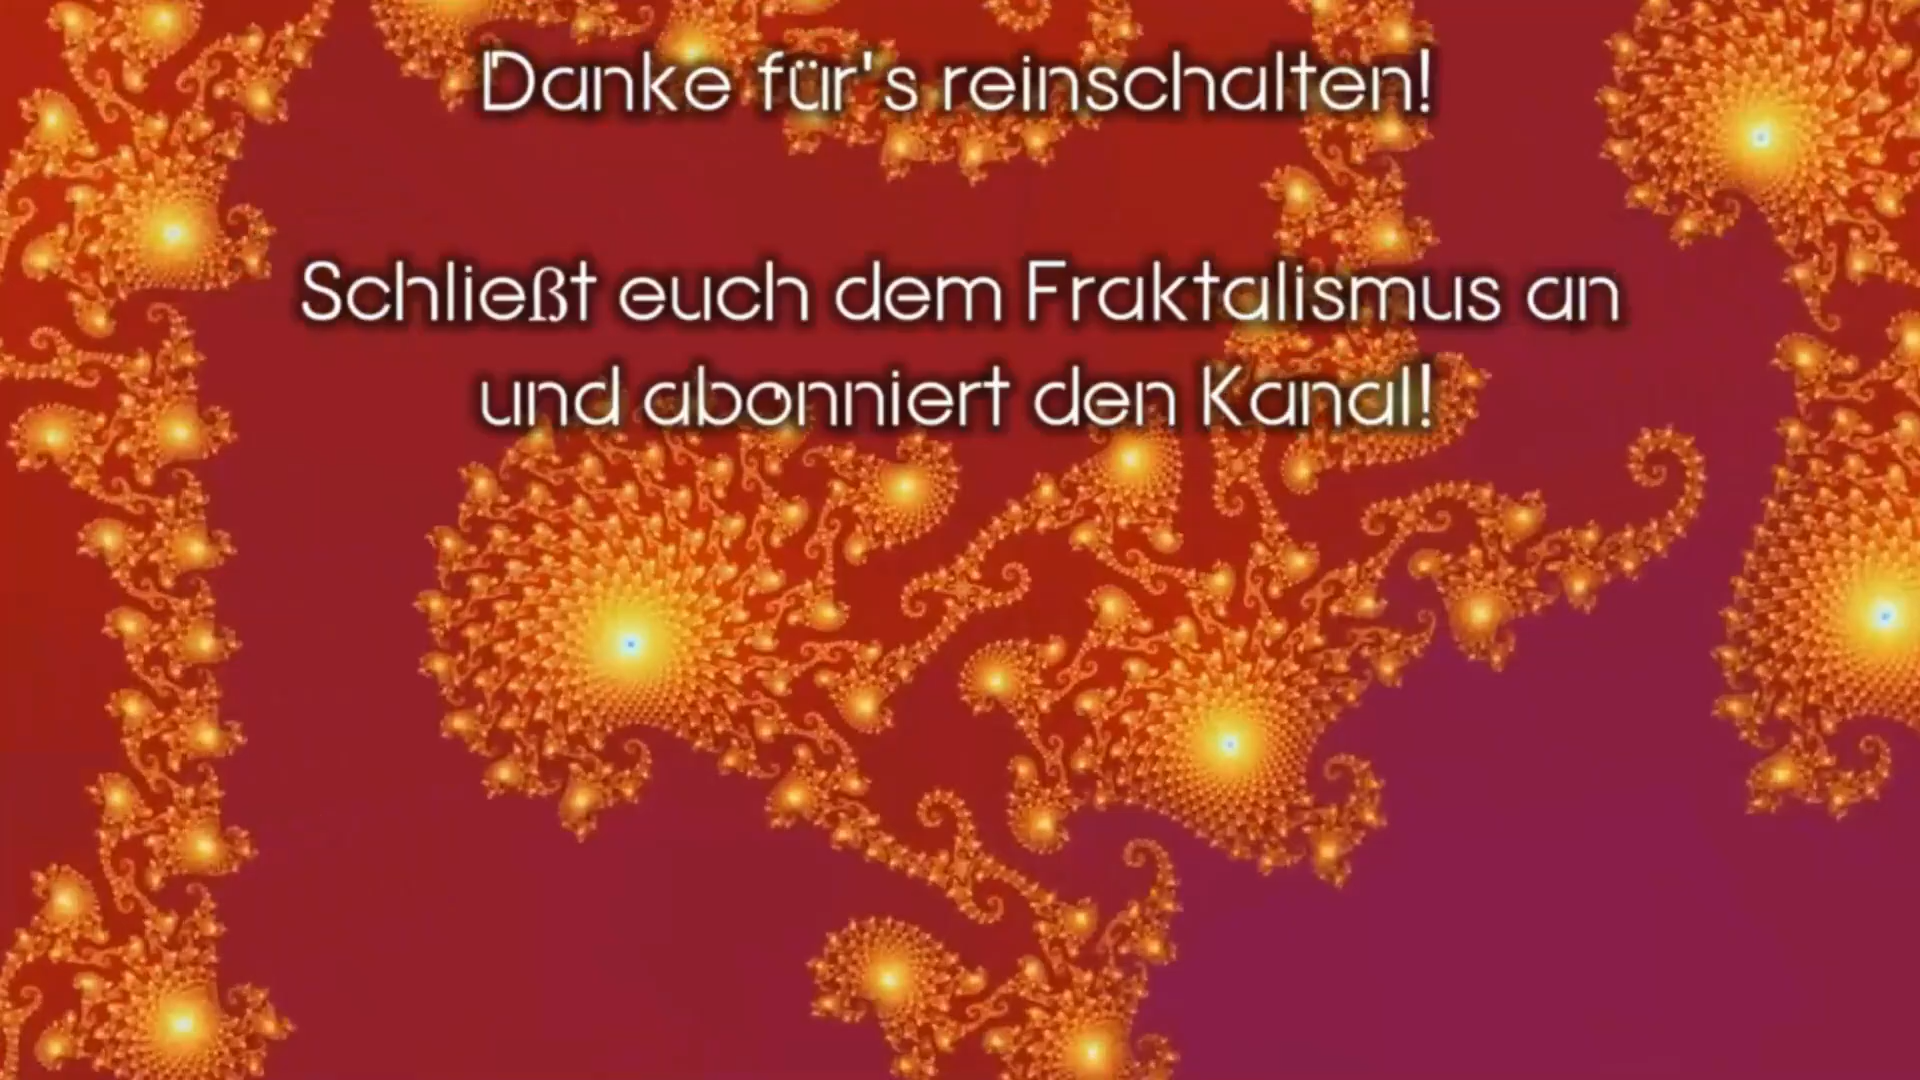 Danke für's reinschalten!
Schließt euch dem Fraktalismus an
und abonniert den Kanal!